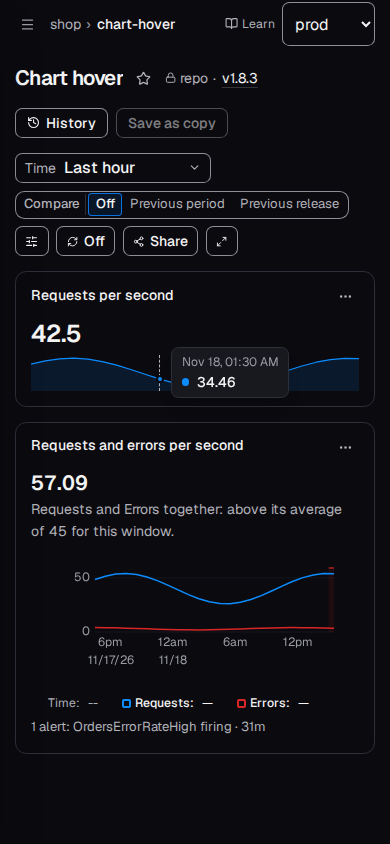 shop › chart-hover Learn prod
Chart hover repo · v1.8.3
History Save as copy
Time Last hour
Compare Off Previous period Previous release
Off Share
Requests per second
42.5
Nov 18, 01:30 AM
34.46
Requests and errors per second
57.09
Requests and Errors together: above its average
of 45 for this window.
50
0
6pm 12am 6am 12pm
11/17/26 11/18
Time: -- Requests: — Errors: —
1 alert: OrdersErrorRateHigh firing · 31m